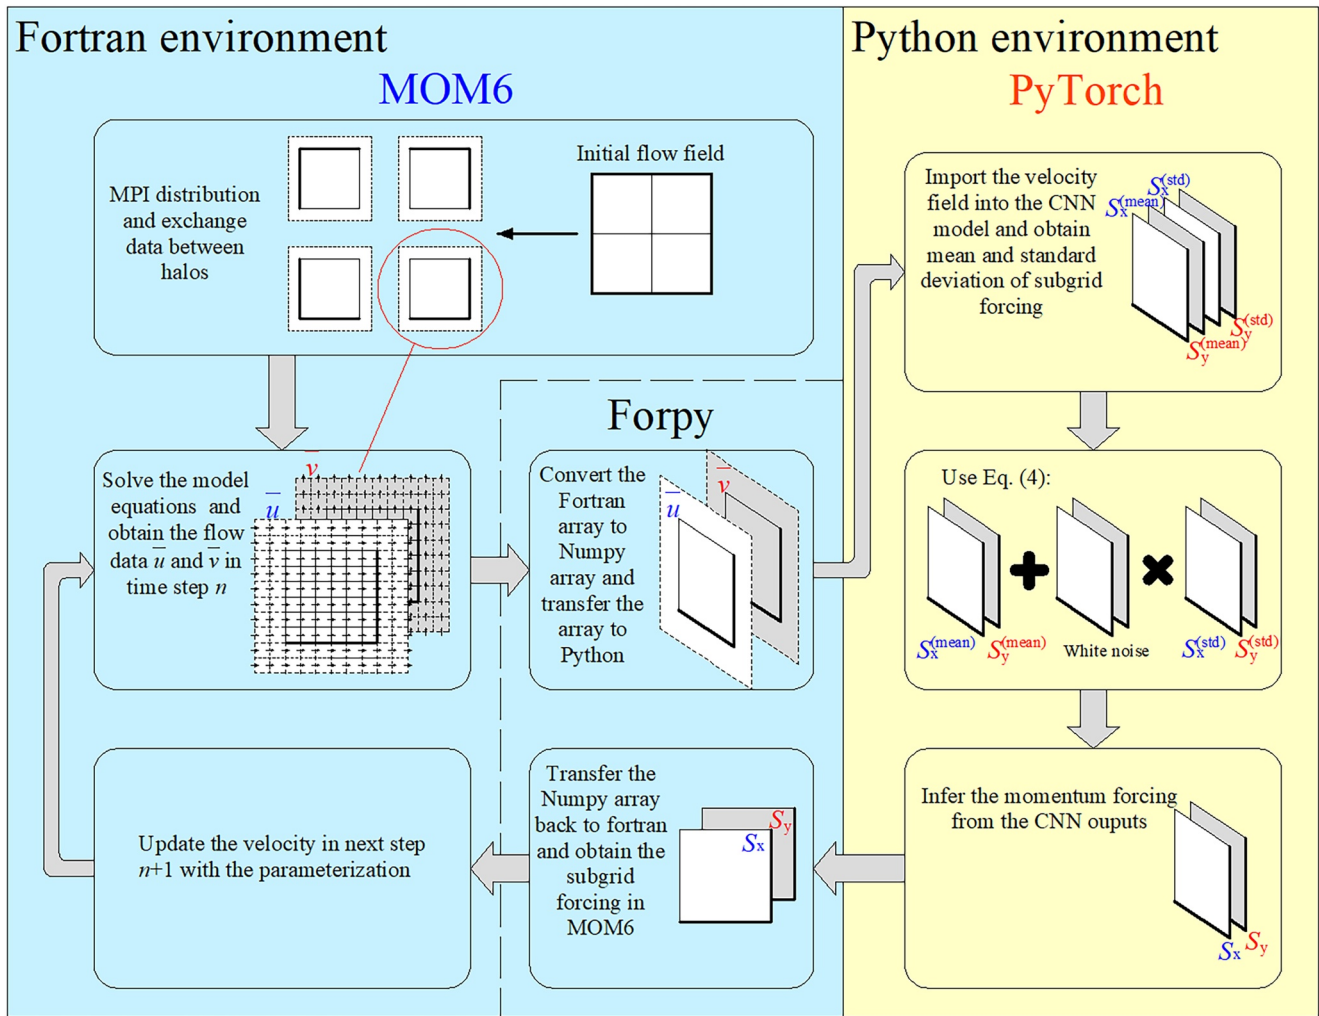 Fortran environment
MOM6
MPI distribution
and exchange
data between
halos
Initial flow field
Solve the model
equations and
obtain the flow
data u̅ and v̅ in
time step n
u̅
v̅
Forpy
Convert the
Fortran
array to
Numpy
array and
transfer the
array to
Python
u̅
v̅
Python environment
PyTorch
Import the velocity
field into the CNN
model and obtain
mean and standard
deviation of subgrid
forcing
Sx(mean)
Sx(std)
Sy(mean)
Sy(std)
Use Eq. (4):
Sx(mean) Sy(mean) White noise Sx(std) Sy(std)
Infer the momentum forcing
from the CNN ouputs
Sx Sy
Transfer the
Numpy array
back to fortran
and obtain the
subgrid
forcing in
MOM6
Sx
Sy
Update the velocity in next step
n+1 with the parameterization